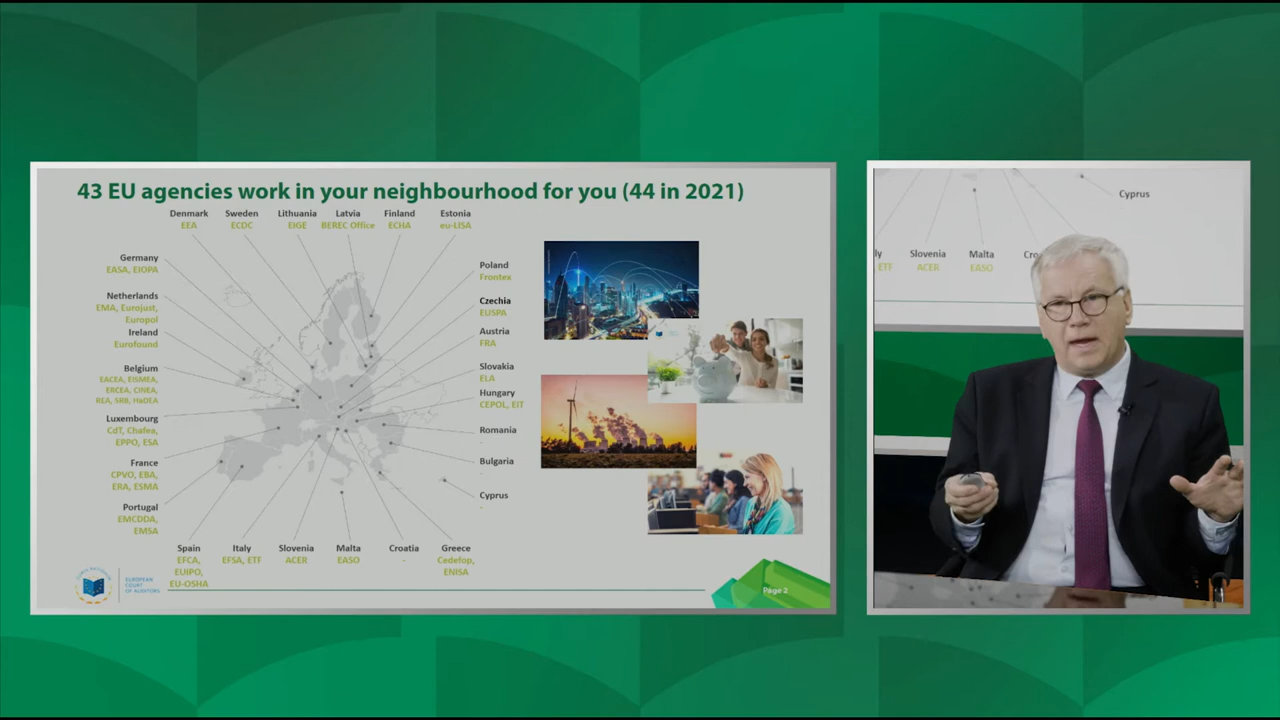 43 EU agencies work in your neighbourhood for you (44 in 2021)
Denmark
EEA
Sweden
ECDC
Lithuania
EIGE
Latvia
BEREC Office
Finland
ECHA
Estonia
eu-LISA
Germany
EASA, EIOPA
Netherlands
EMA, Eurojust,
Europol
Ireland
Eurofound
Belgium
EACEA, EISMEA,
ERCEA, CINEA,
REA, SRB, HaDEA
Luxembourg
CdT, Chafea,
EPPO, ESA
France
CPVO, EBA,
ERA, ESMA
Portugal
EMCDDA,
EMSA
Poland
Frontex
Czechia
EUSPA
Austria
FRA
Slovakia
ELA
Hungary
CEPOL, EIT
Romania
-
Bulgaria
-
Cyprus
-
Spain
EFCA,
EUIPO,
EU-OSHA
Italy
EFSA, ETF
Slovenia
ACER
Malta
EASO
Croatia
-
Greece
Cedefop,
ENISA
EUROPEAN
COURT
OF AUDITORS
Page 2
Cyprus
ly
ETF
Slovenia
ACER
Malta
EASO
Cro